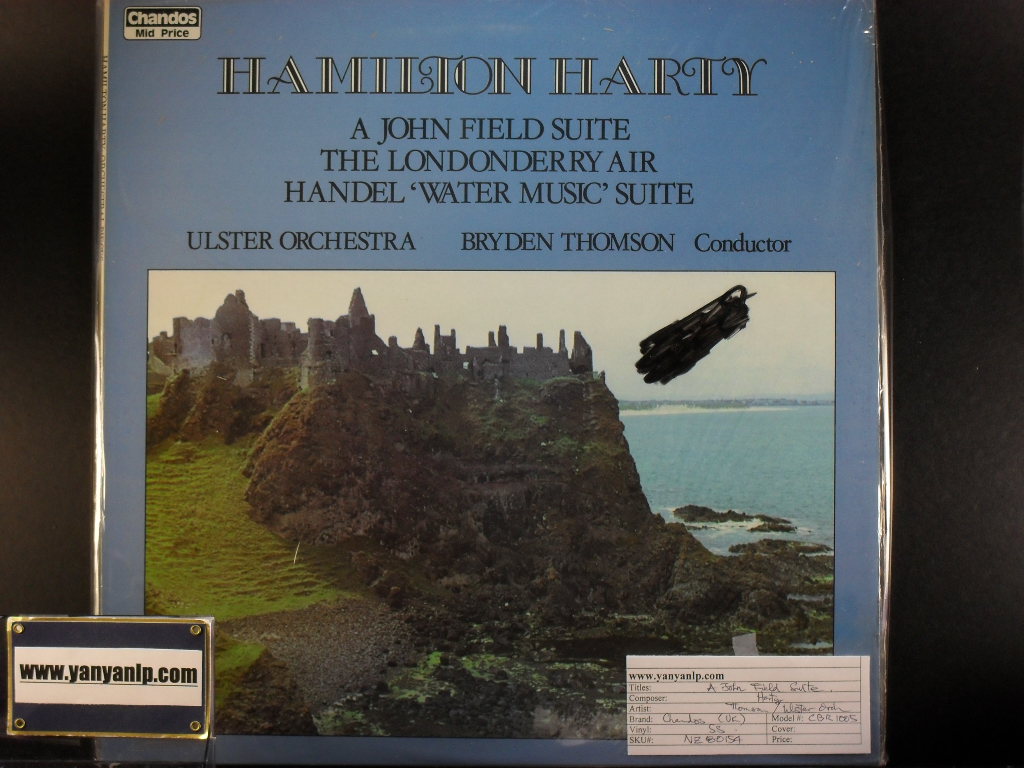 Chandos
Mid Price
HAMILTON HARTY
A JOHN FIELD SUITE
THE LONDONDERRY AIR
HANDEL ‘WATER MUSIC’ SUITE
ULSTER ORCHESTRA BRYDEN THOMSON Conductor
www.yanyanlp.com
www.yanyanlp.com
Titles: A John Field Suite.
Composer: Harty
Artist: Thomson / Ulster Orch
Brand: Chandos (UK) Model #: CBR 1005
Vinyl: SS Cover:
SKU#: NZ 80154 Price: